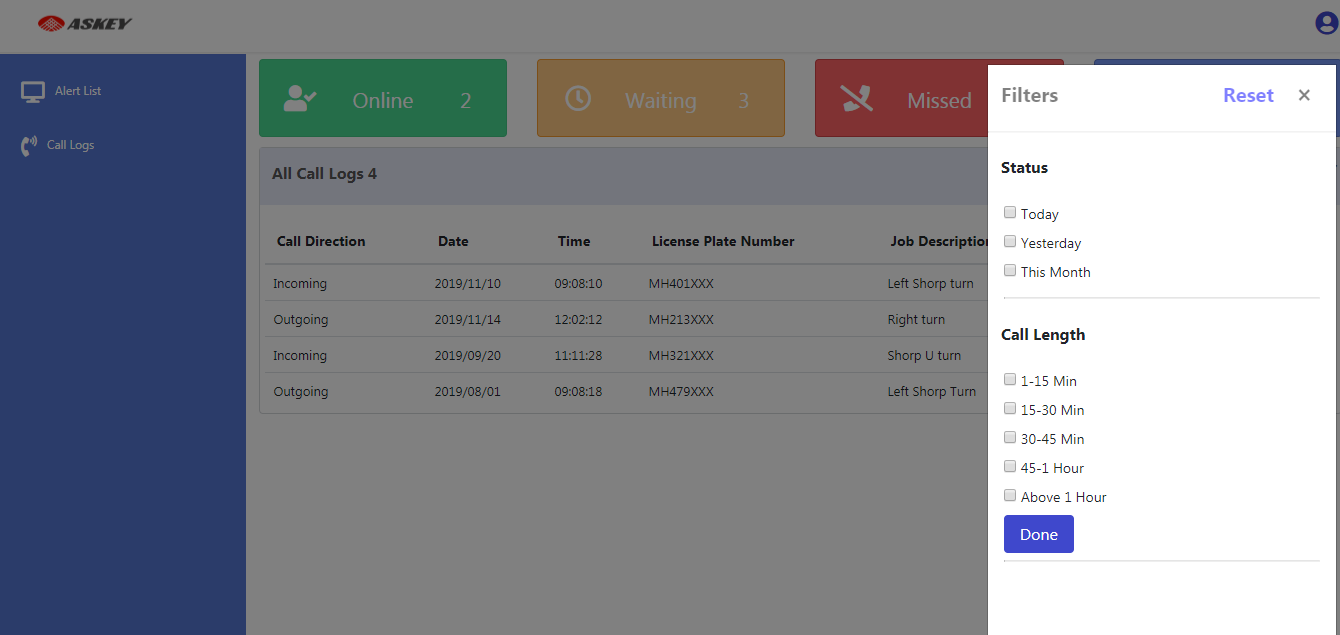 ASKEY
Alert List
Call Logs
Online 2
Waiting 3
Missed
All Call Logs 4
Call Direction Date Time License Plate Number Job Description
Incoming 2019/11/10 09:08:10 MH401XXX Left Shorp turn
Outgoing 2019/11/14 12:02:12 MH213XXX Right turn
Incoming 2019/09/20 11:11:28 MH321XXX Shorp U turn
Outgoing 2019/08/01 09:08:18 MH479XXX Left Shorp Turn
Filters Reset ×
Status
Today
Yesterday
This Month
Call Length
1-15 Min
15-30 Min
30-45 Min
45-1 Hour
Above 1 Hour
Done